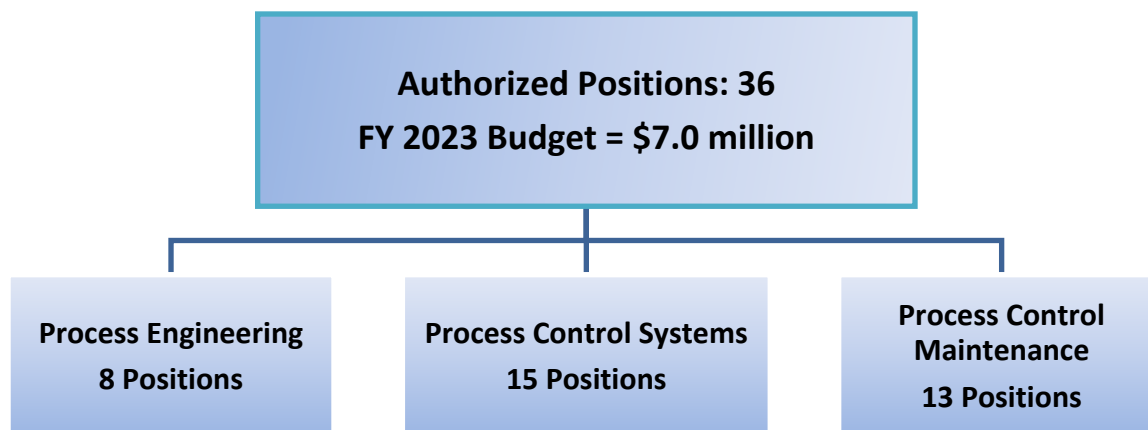 Authorized Positions: 36
FY 2023 Budget = $7.0 million
Process Engineering
8 Positions
Process Control Systems
15 Positions
Process Control
Maintenance
13 Positions